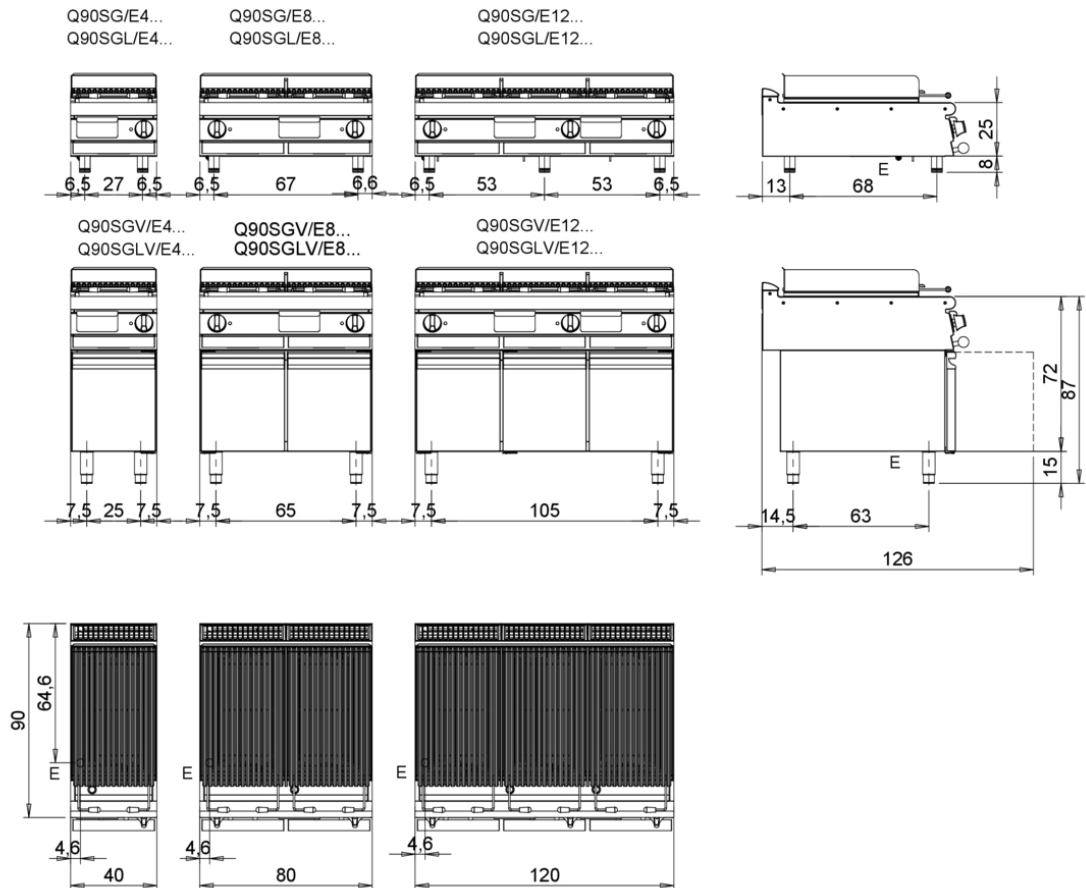 Q90SG/E4... Q90SG/E8... Q90SG/E12...
Q90SGL/E4... Q90SGL/E8... Q90SGL/E12...
25
8
E
6,5 27 6,5 6,5 67 6,6 6,5 53 53 6,5 13 68
Q90SGV/E4... Q90SGV/E8... Q90SGV/E12...
Q90SGLV/E4... Q90SGLV/E8... Q90SGLV/E12...
72
87
E
15
7,5 25 7,5 7,5 65 7,5 7,5 105 7,5 14,5 63
126
64,6
90
E E E
4,6 4,6 4,6
40 80 120